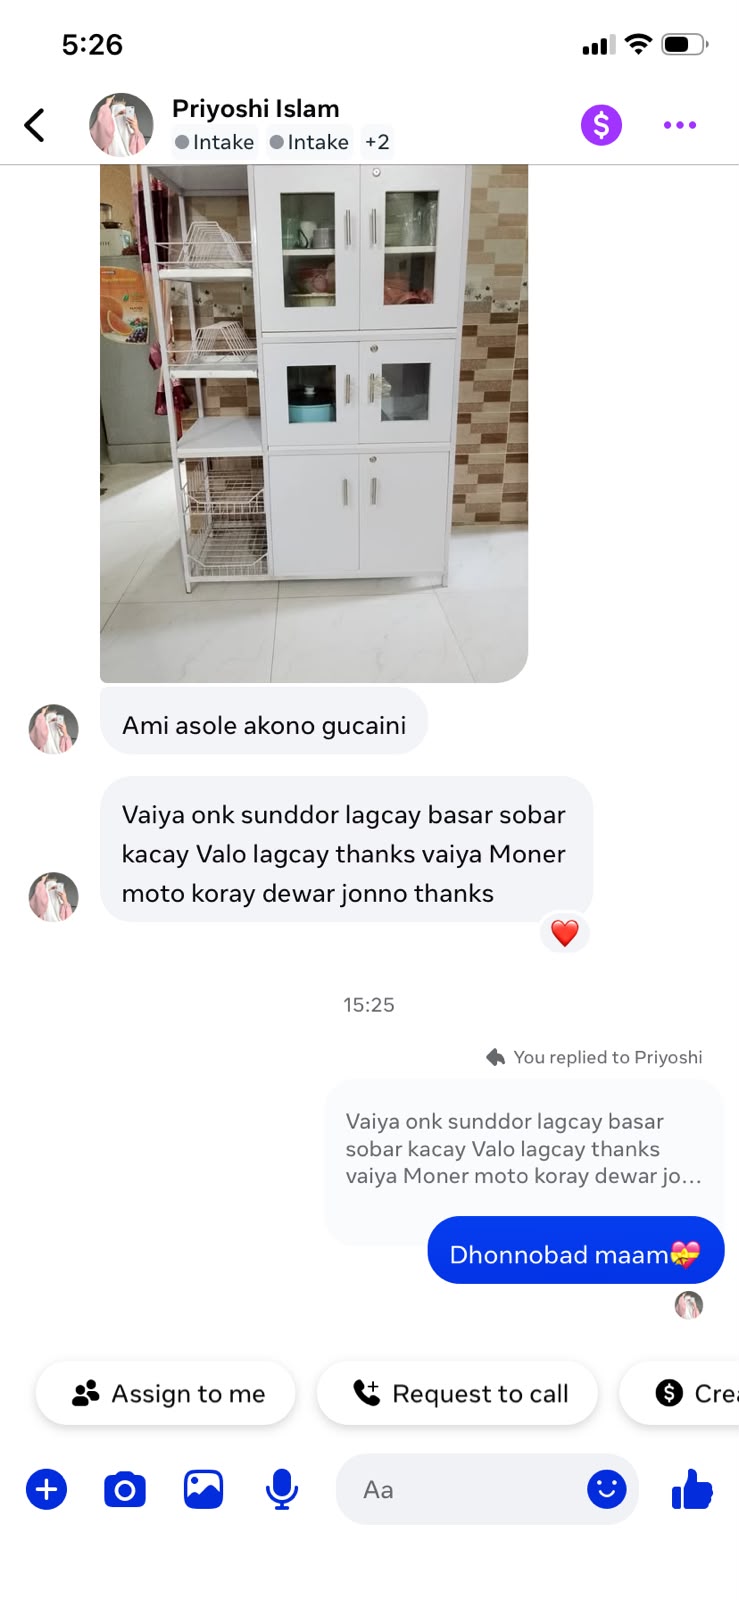 5:26
Priyoshi Islam
Intake Intake +2
Ami asole akono gucaini
Vaiya onk sunddor lagcay basar sobar
kacay Valo lagcay thanks vaiya Moner
moto koray dewar jonno thanks
15:25
You replied to Priyoshi
Vaiya onk sunddor lagcay basar
sobar kacay Valo lagcay thanks
vaiya Moner moto koray dewar jo...
Dhonnobad maam
Assign to me Request to call Crea
Aa